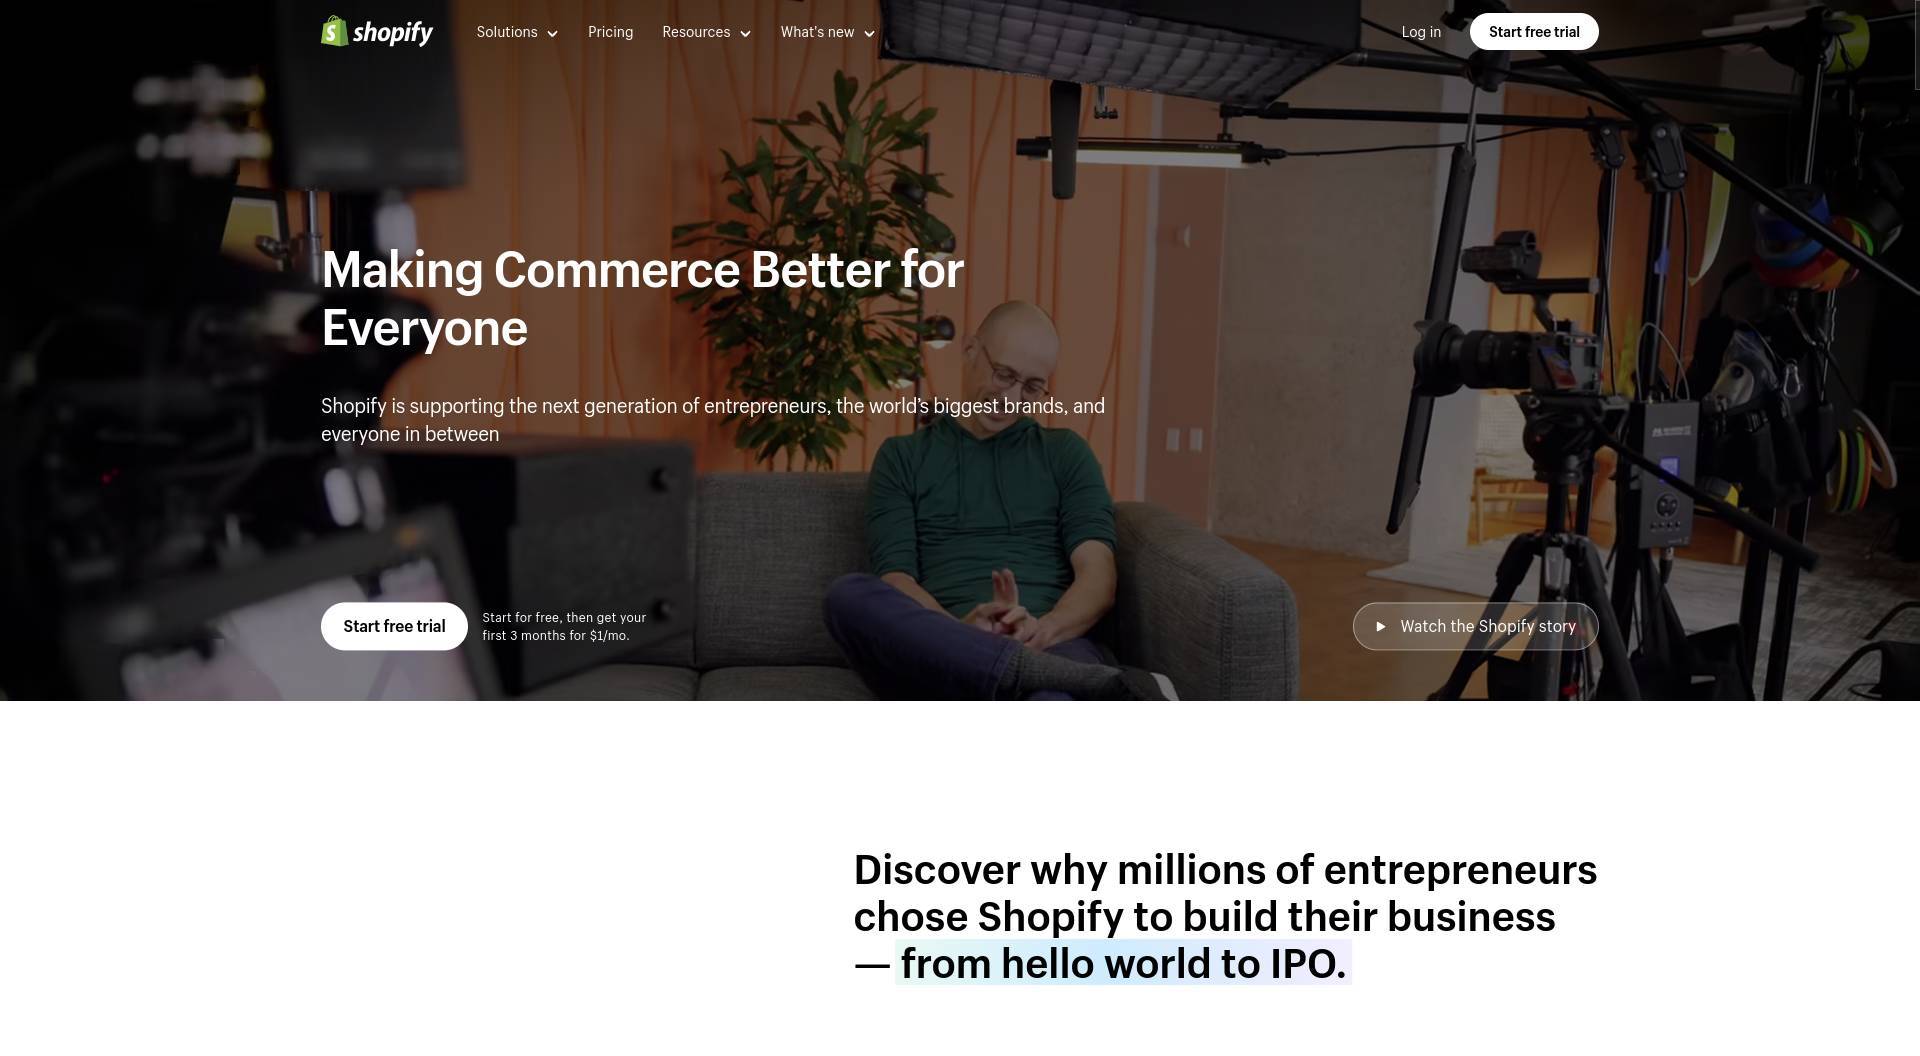 shopify
Solutions
Pricing
Resources
What's new
Log in
Start free trial
Making Commerce Better for
Everyone
Shopify is supporting the next generation of entrepreneurs, the world’s biggest brands, and
everyone in between
Start free trial
Start for free, then get your
first 3 months for $1/mo.
Watch the Shopify story
Discover why millions of entrepreneurs
chose Shopify to build their business
— from hello world to IPO.